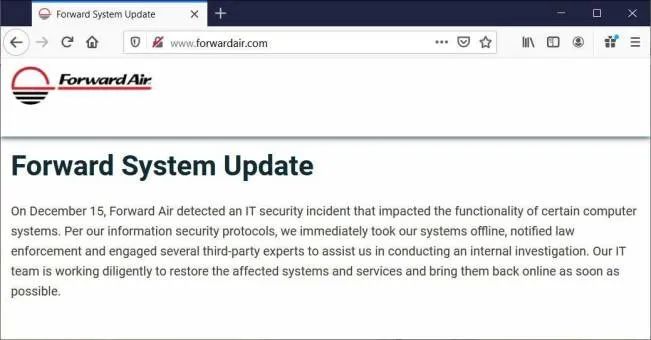 Forward System Update
www.forwardair.com
Forward Air
Forward System Update
On December 15, Forward Air detected an IT security incident that impacted the functionality of certain computer
systems. Per our information security protocols, we immediately took our systems offline, notified law
enforcement and engaged several third-party experts to assist us in conducting an internal investigation. Our IT
team is working diligently to restore the affected systems and services and bring them back online as soon as
possible.